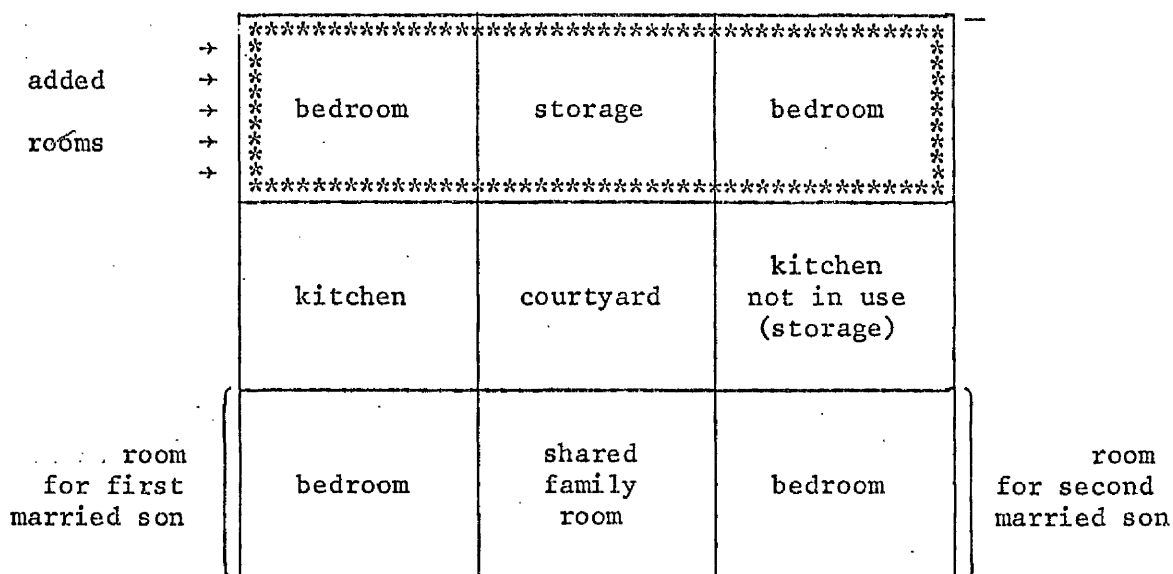 added
rooms
bedroom storage bedroom
kitchen courtyard kitchen
not in use
(storage)
room
for first
married son
bedroom shared
family
room
bedroom
room
for second
married son